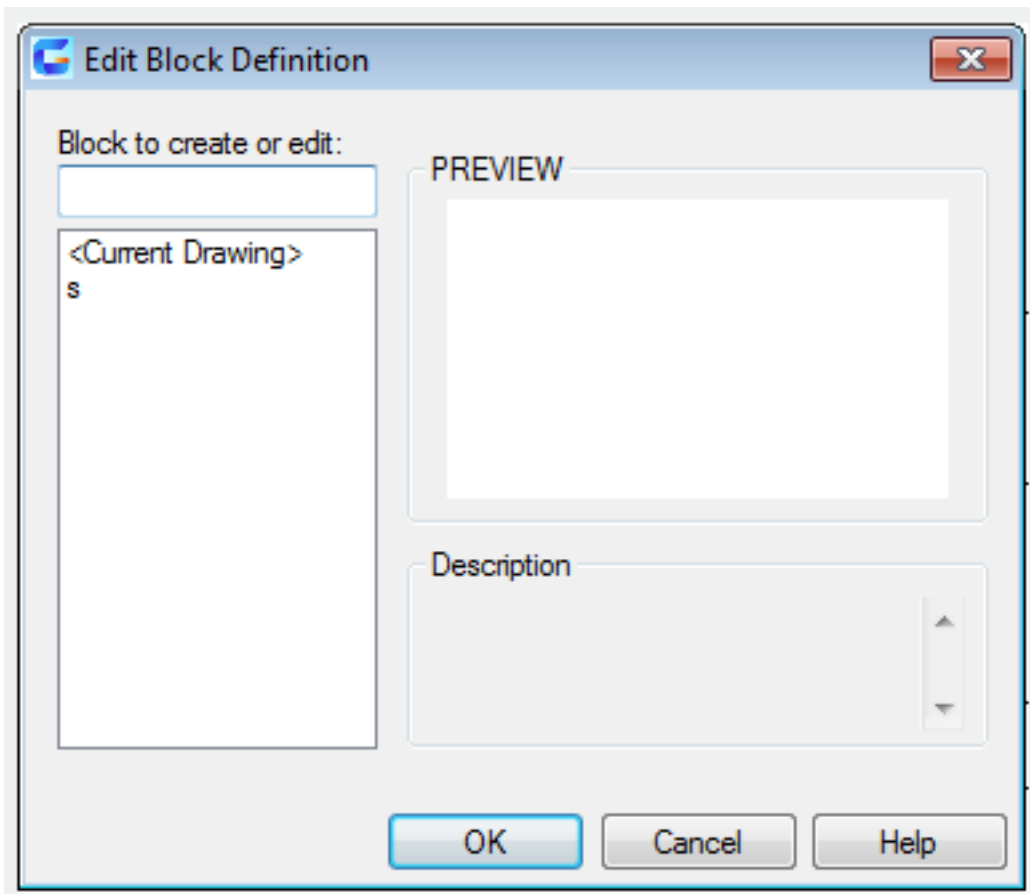 Edit Block Definition
Block to create or edit:
PREVIEW
<Current Drawing>
s
Description
OK
Cancel
Help